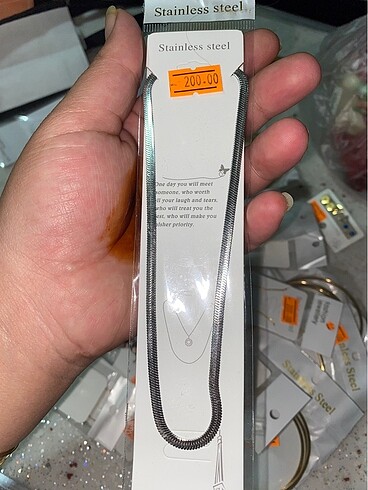 Stainless steel
Stainless steel
200.00
One day you will meet
someone, who worth
all your laugh and tears,
who will treat you the
best, who will make you
his/her priority.
Stainless Steel
Stainless Steel